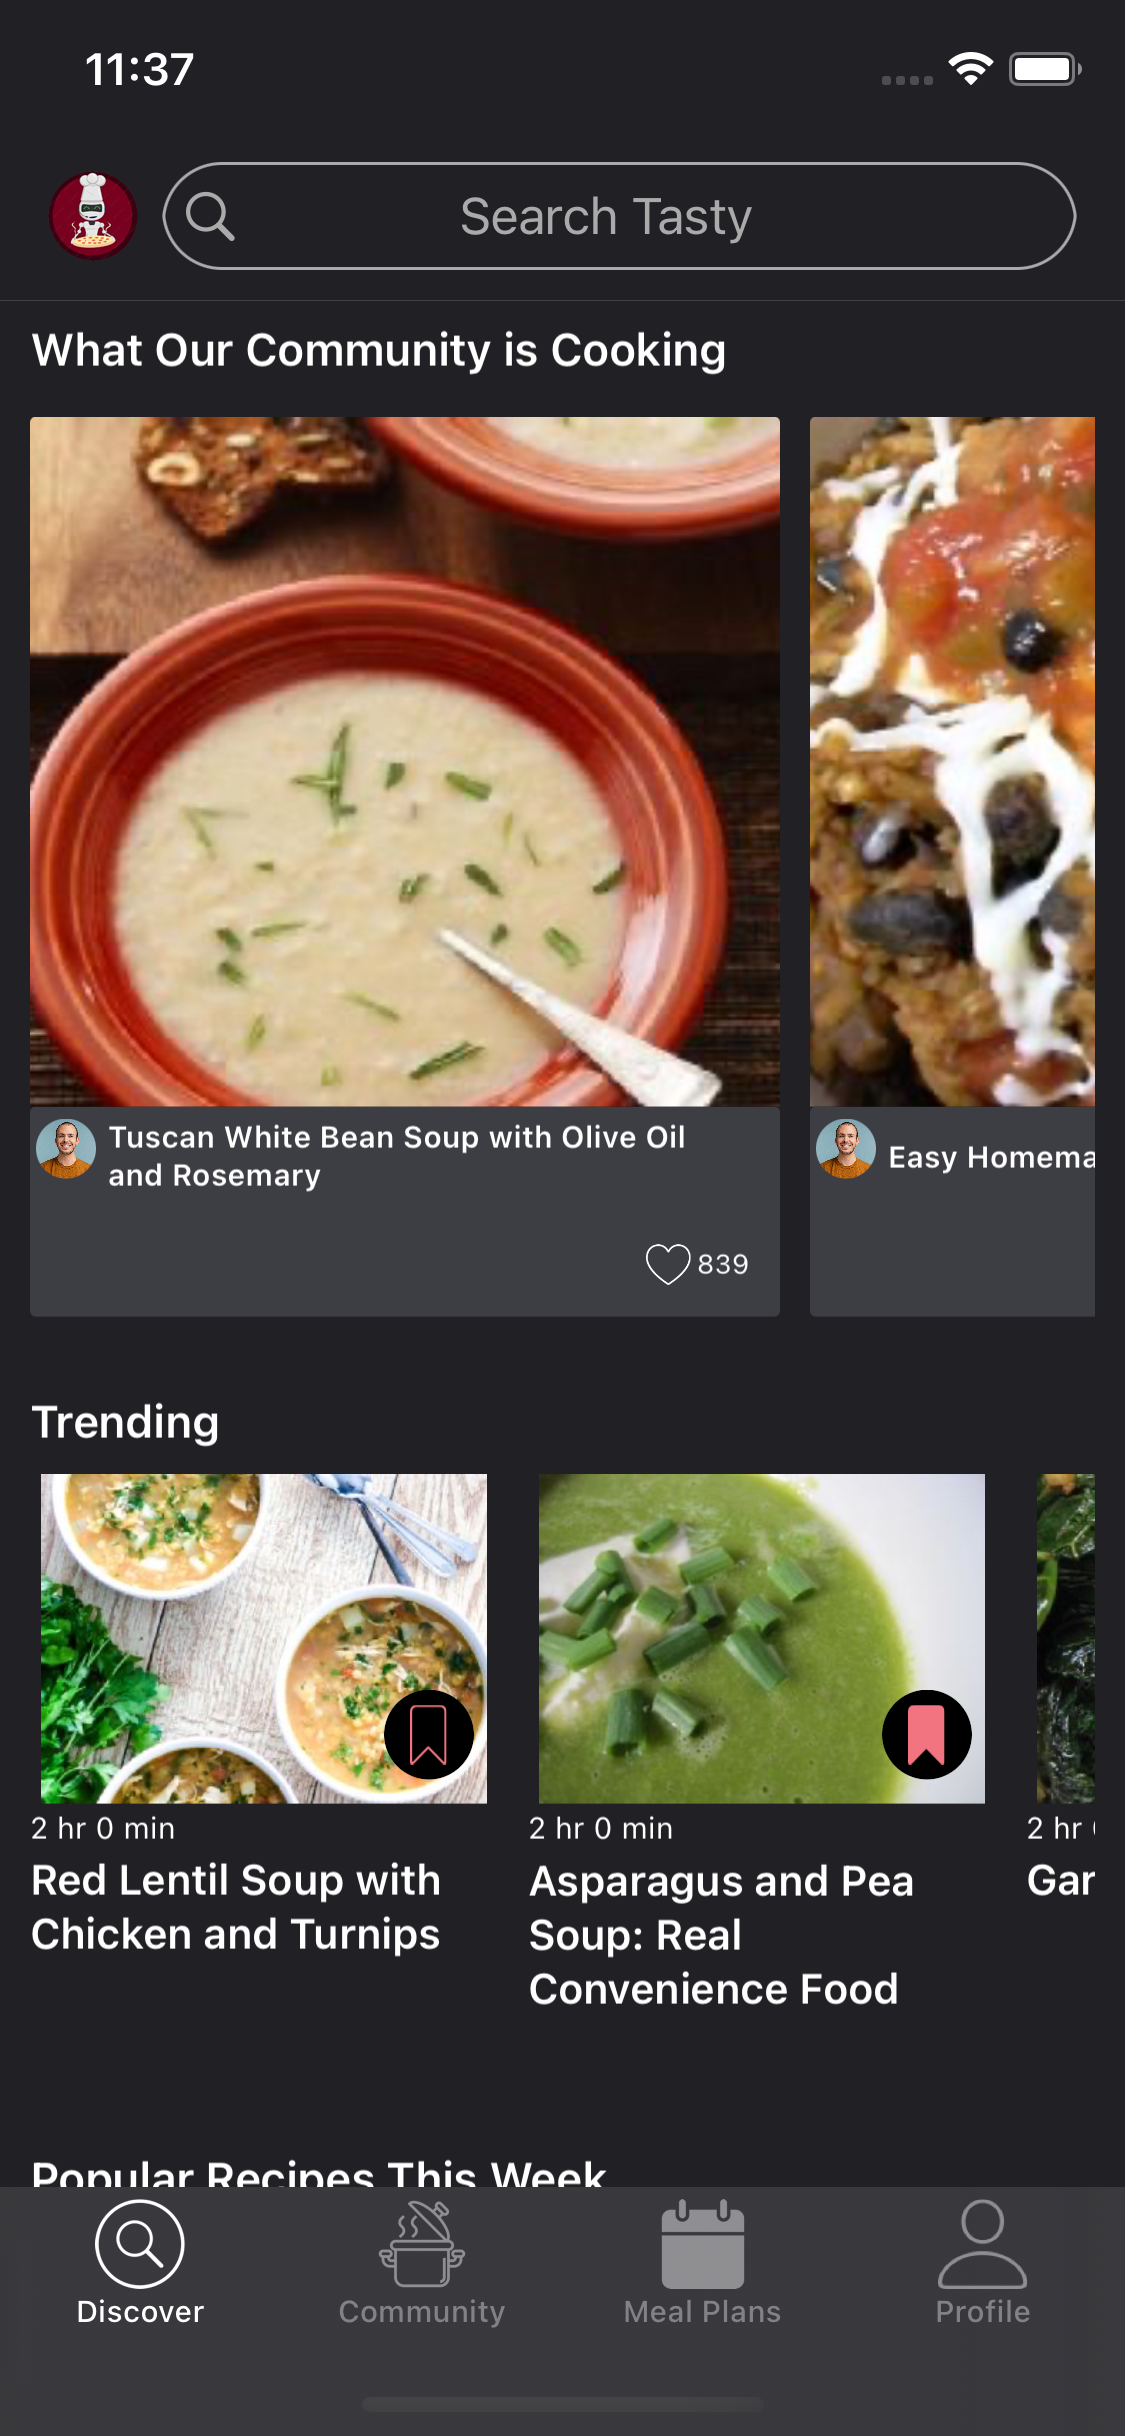 11:37
Search Tasty
What Our Community is Cooking
Tuscan White Bean Soup with Olive Oil
and Rosemary
839
Easy Homema
Trending
2 hr 0 min
Red Lentil Soup with
Chicken and Turnips
2 hr 0 min
Asparagus and Pea
Soup: Real
Convenience Food
2 hr
Gar
Popular Recipes This Week
Discover
Community
Meal Plans
Profile